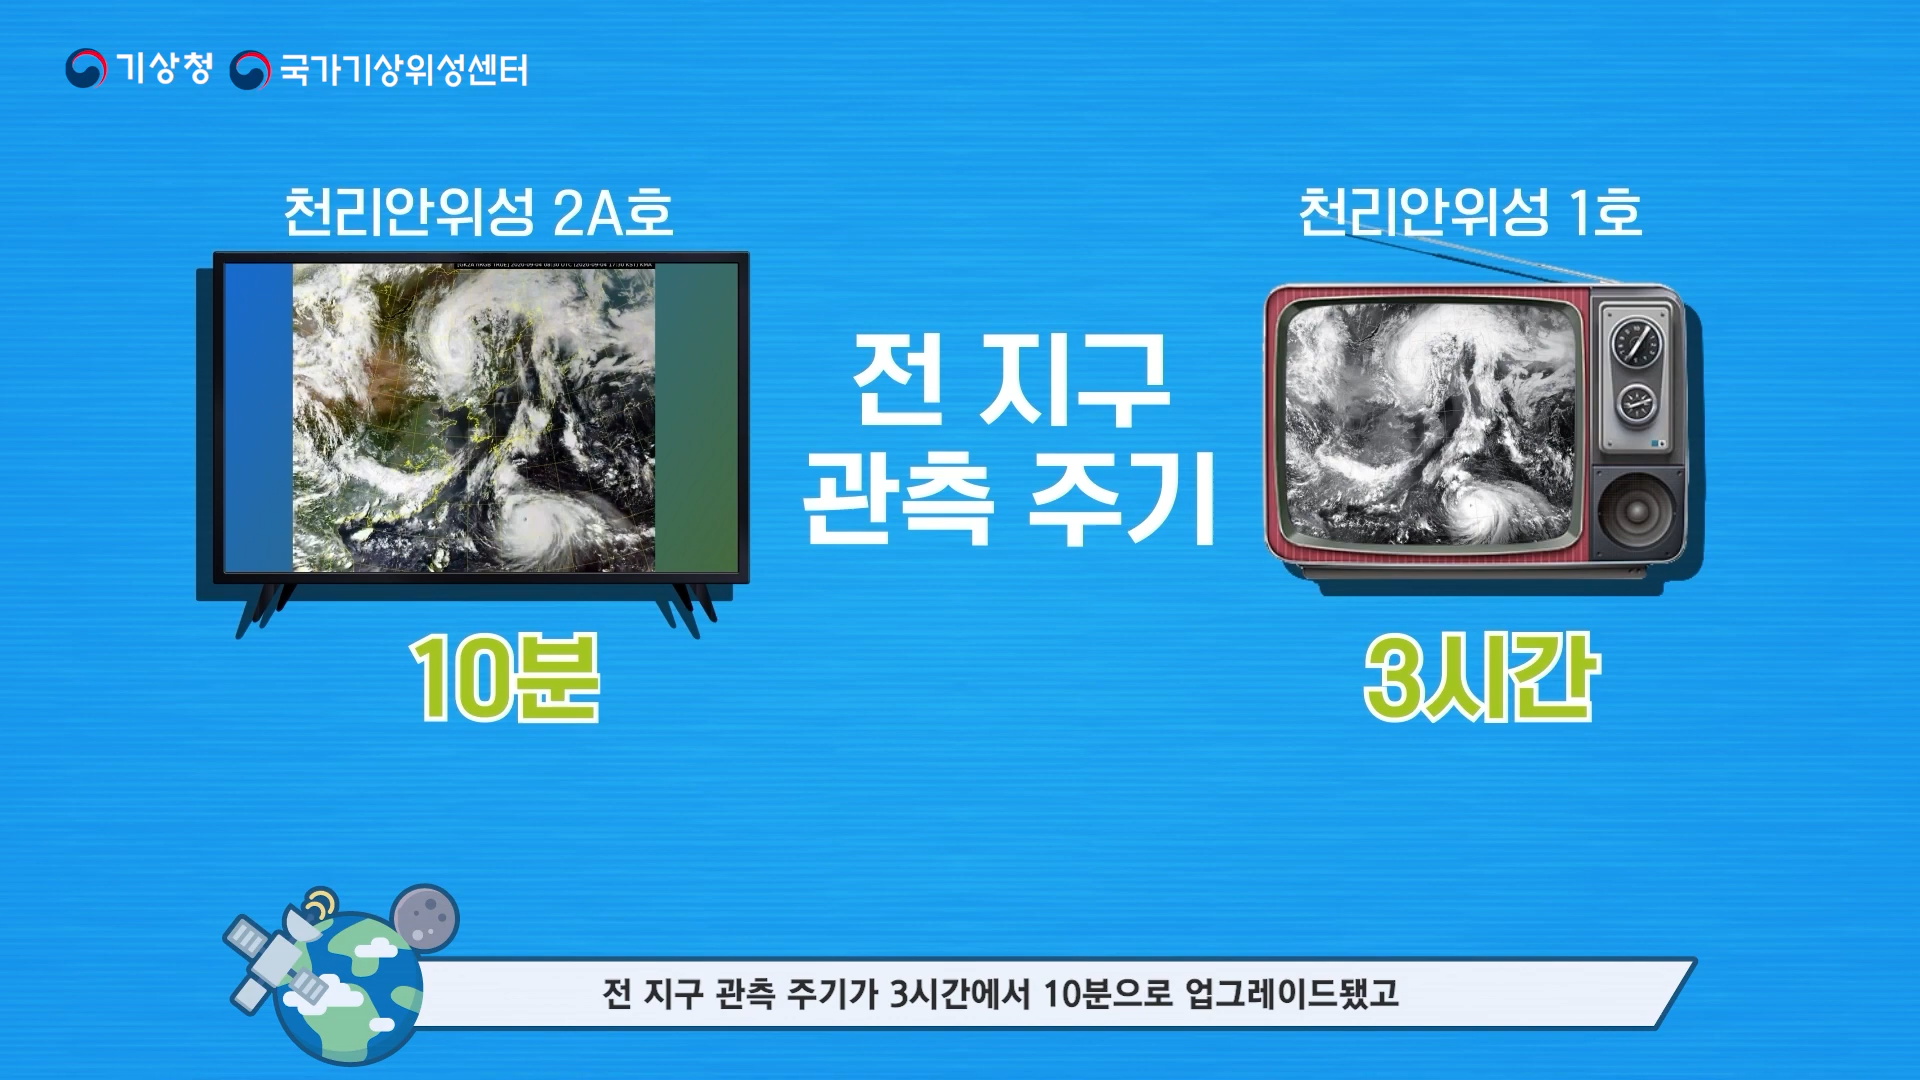 기상청 국가기상위성센터
천리안위성 2A호
천리안위성 1호
전 지구
관측 주기
10분
3시간
전 지구 관측 주기가 3시간에서 10분으로 업그레이드됐고